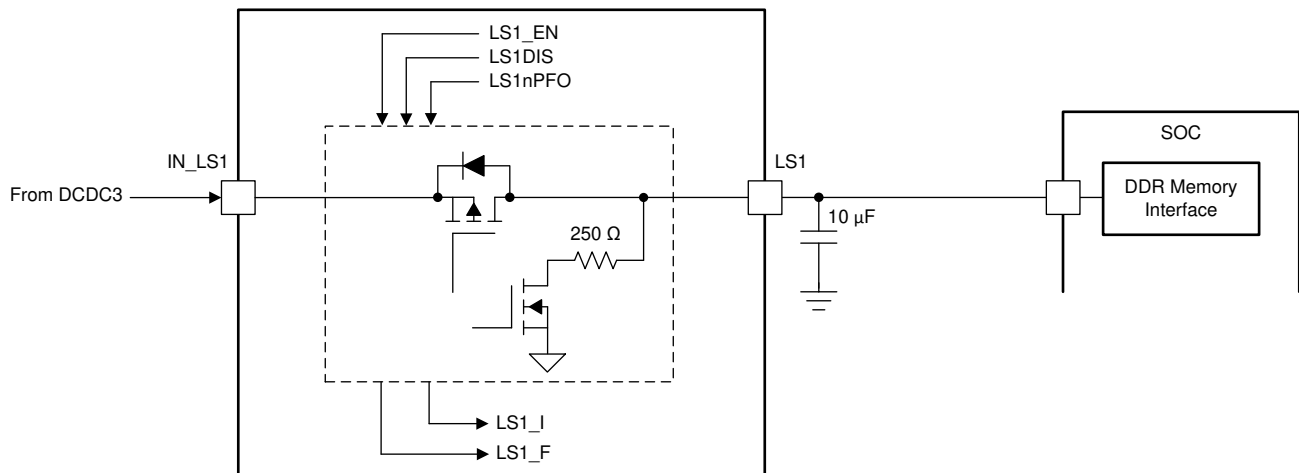 LS1_EN
LS1DIS
LS1nPFO
IN_LS1
LS1
SOC
From DCDC3
DDR Memory
Interface
10 µF
250 Ω
LS1_I
LS1_F